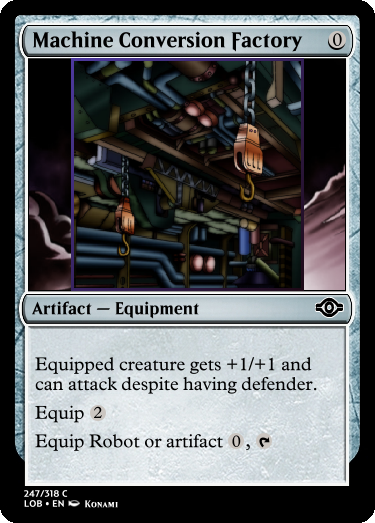 Machine Conversion Factory 0
Artifact — Equipment
Equipped creature gets +1/+1 and
can attack despite having defender.
Equip 2
Equip Robot or artifact 0 ,
247/318 C
LOB • EN Konami